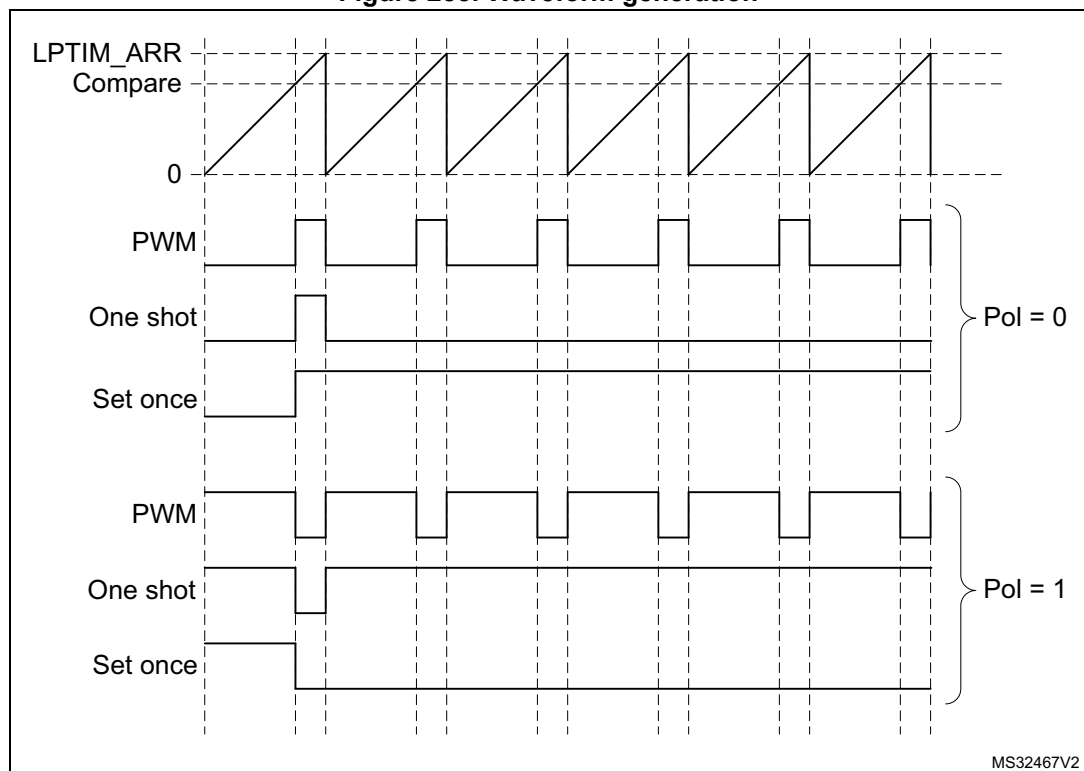 LPTIM_ARR
Compare
0
PWM
One shot
Pol = 0
Set once
PWM
One shot
Pol = 1
Set once
MS32467V2